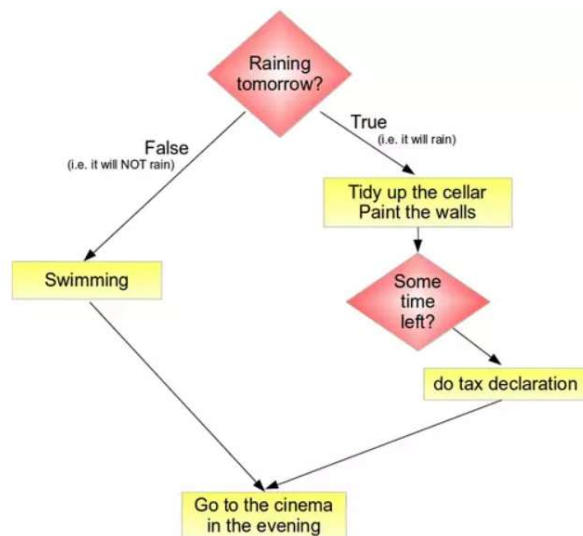 Raining
tomorrow?
False
(i.e. it will NOT rain)
True
(i.e. it will rain)
Tidy up the cellar
Paint the walls
Swimming
Some
time
left?
do tax declaration
Go to the cinema
in the evening